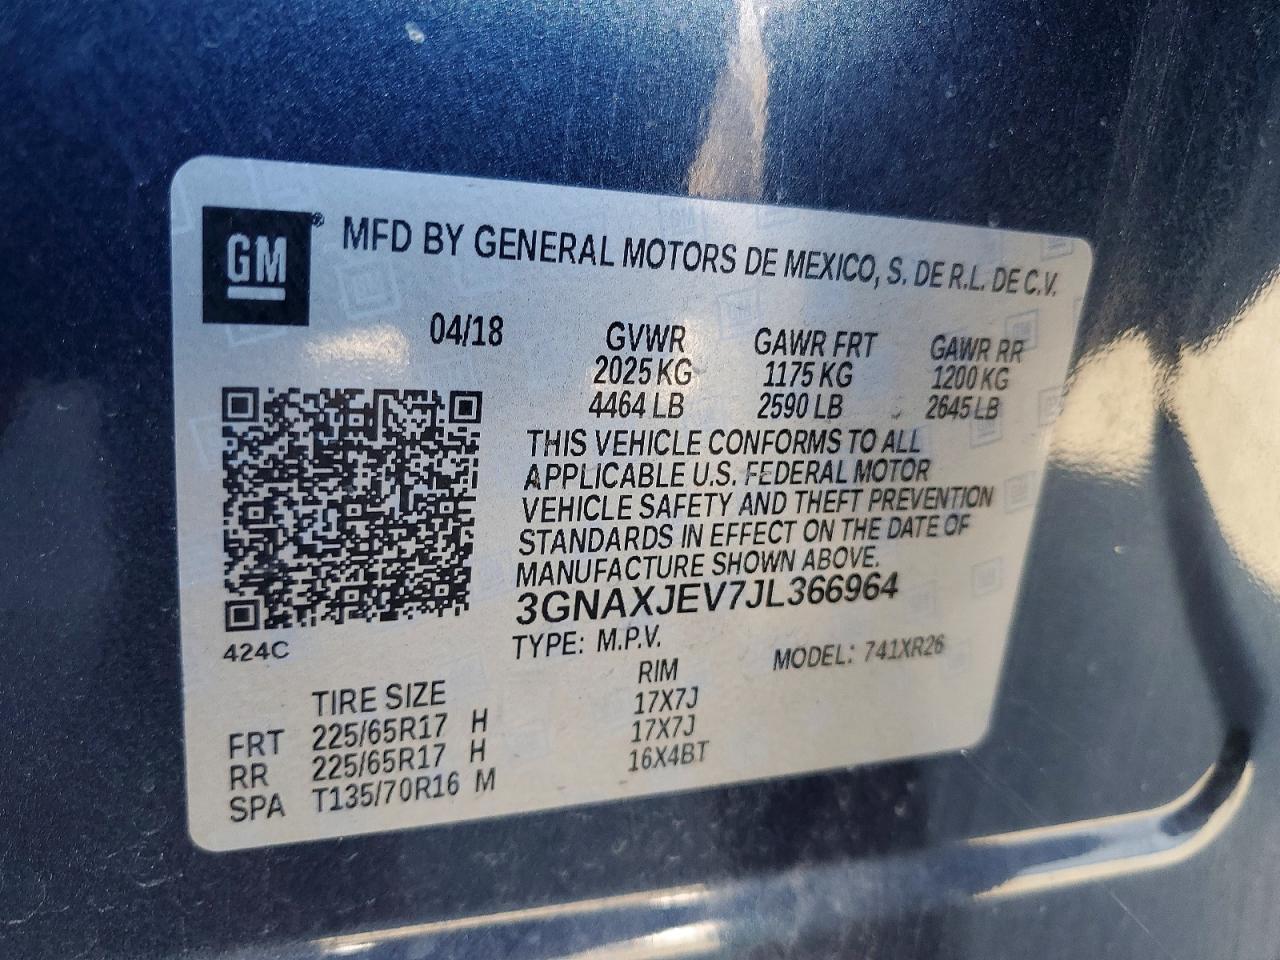 GM® MFD BY GENERAL MOTORS DE MEXICO, S. DE R.L. DE C.V.
04/18 GVWR GAWR FRT GAWR RR
2025 KG 1175 KG 1200 KG
4464 LB 2590 LB 2645 LB
THIS VEHICLE CONFORMS TO ALL
APPLICABLE U.S. FEDERAL MOTOR
VEHICLE SAFETY AND THEFT PREVENTION
STANDARDS IN EFFECT ON THE DATE OF
MANUFACTURE SHOWN ABOVE.
3GNAXJEV7JL366964
424C
TYPE: M.P.V. MODEL: 741XR26
TIRE SIZE RIM
FRT 225/65R17 H 17X7J
RR 225/65R17 H 17X7J
SPA T135/70R16 M 16X4BT